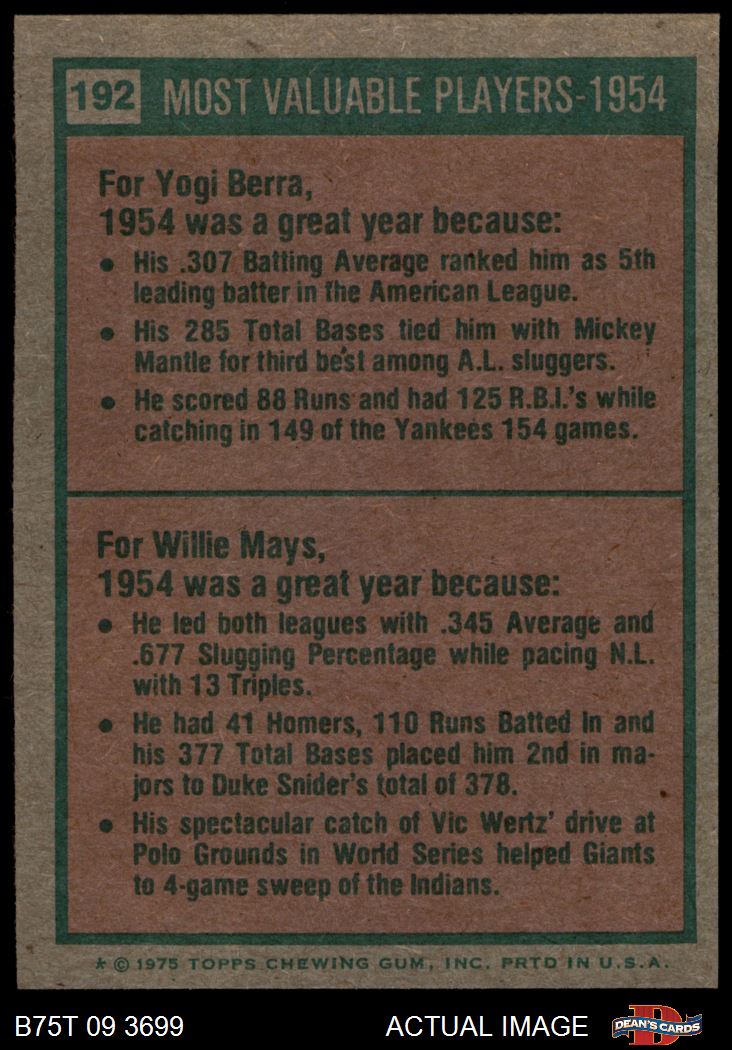 192 MOST VALUABLE PLAYERS-1954
For Yogi Berra,
1954 was a great year because:
• His .307 Batting Average ranked him as 5th
leading batter in the American League.
• His 285 Total Bases tied him with Mickey
Mantle for third best among A.L. sluggers.
• He scored 88 Runs and had 125 R.B.I.'s while
catching in 149 of the Yankees 154 games.
For Willie Mays,
1954 was a great year because:
• He led both leagues with .345 Average and
.677 Slugging Percentage while pacing N.L.
with 13 Triples.
• He had 41 Homers, 110 Runs Batted In and
his 377 Total Bases placed him 2nd in ma-
jors to Duke Snider's total of 378.
• His spectacular catch of Vic Wertz' drive at
Polo Grounds in World Series helped Giants
to 4-game sweep of the Indians.
* © 1975 TOPPS CHEWING GUM, INC. PRTD IN U.S.A.
B75T 09 3699 ACTUAL IMAGE D DEAN'S CARDS